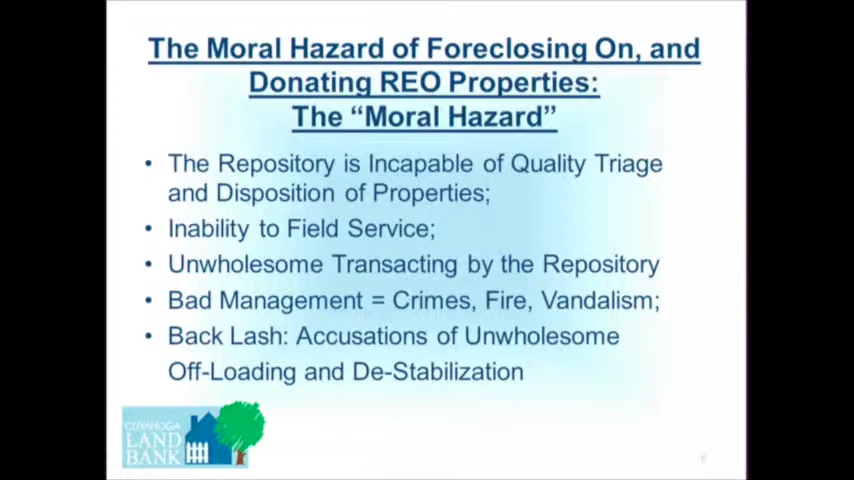 The Moral Hazard of Foreclosing On, and
Donating REO Properties:
The “Moral Hazard”
• The Repository is Incapable of Quality Triage
and Disposition of Properties;
• Inability to Field Service;
• Unwholesome Transacting by the Repository
• Bad Management = Crimes, Fire, Vandalism;
• Back Lash: Accusations of Unwholesome
Off-Loading and De-Stabilization
CUYAHOGA
LAND
BANK
6